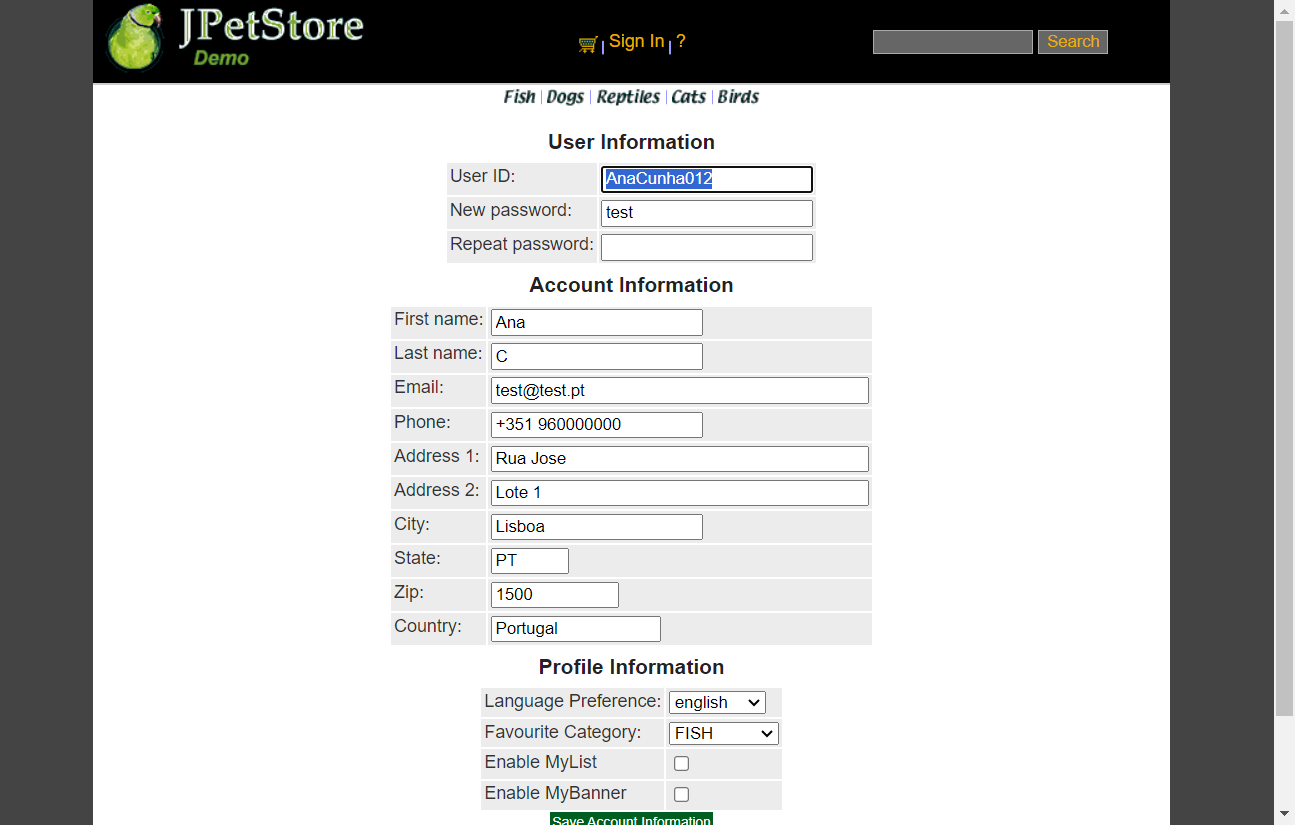 JPetStore
Demo
Sign In ?
Search
Fish Dogs Reptiles Cats Birds
User Information
User ID: AnaCunha012
New password: test
Repeat password:
Account Information
First name: Ana
Last name: C
Email: test@test.pt
Phone: +351 960000000
Address 1: Rua Jose
Address 2: Lote 1
City: Lisboa
State: PT
Zip: 1500
Country: Portugal
Profile Information
Language Preference: english
Favourite Category: FISH
Enable MyList
Enable MyBanner
Save Account Information